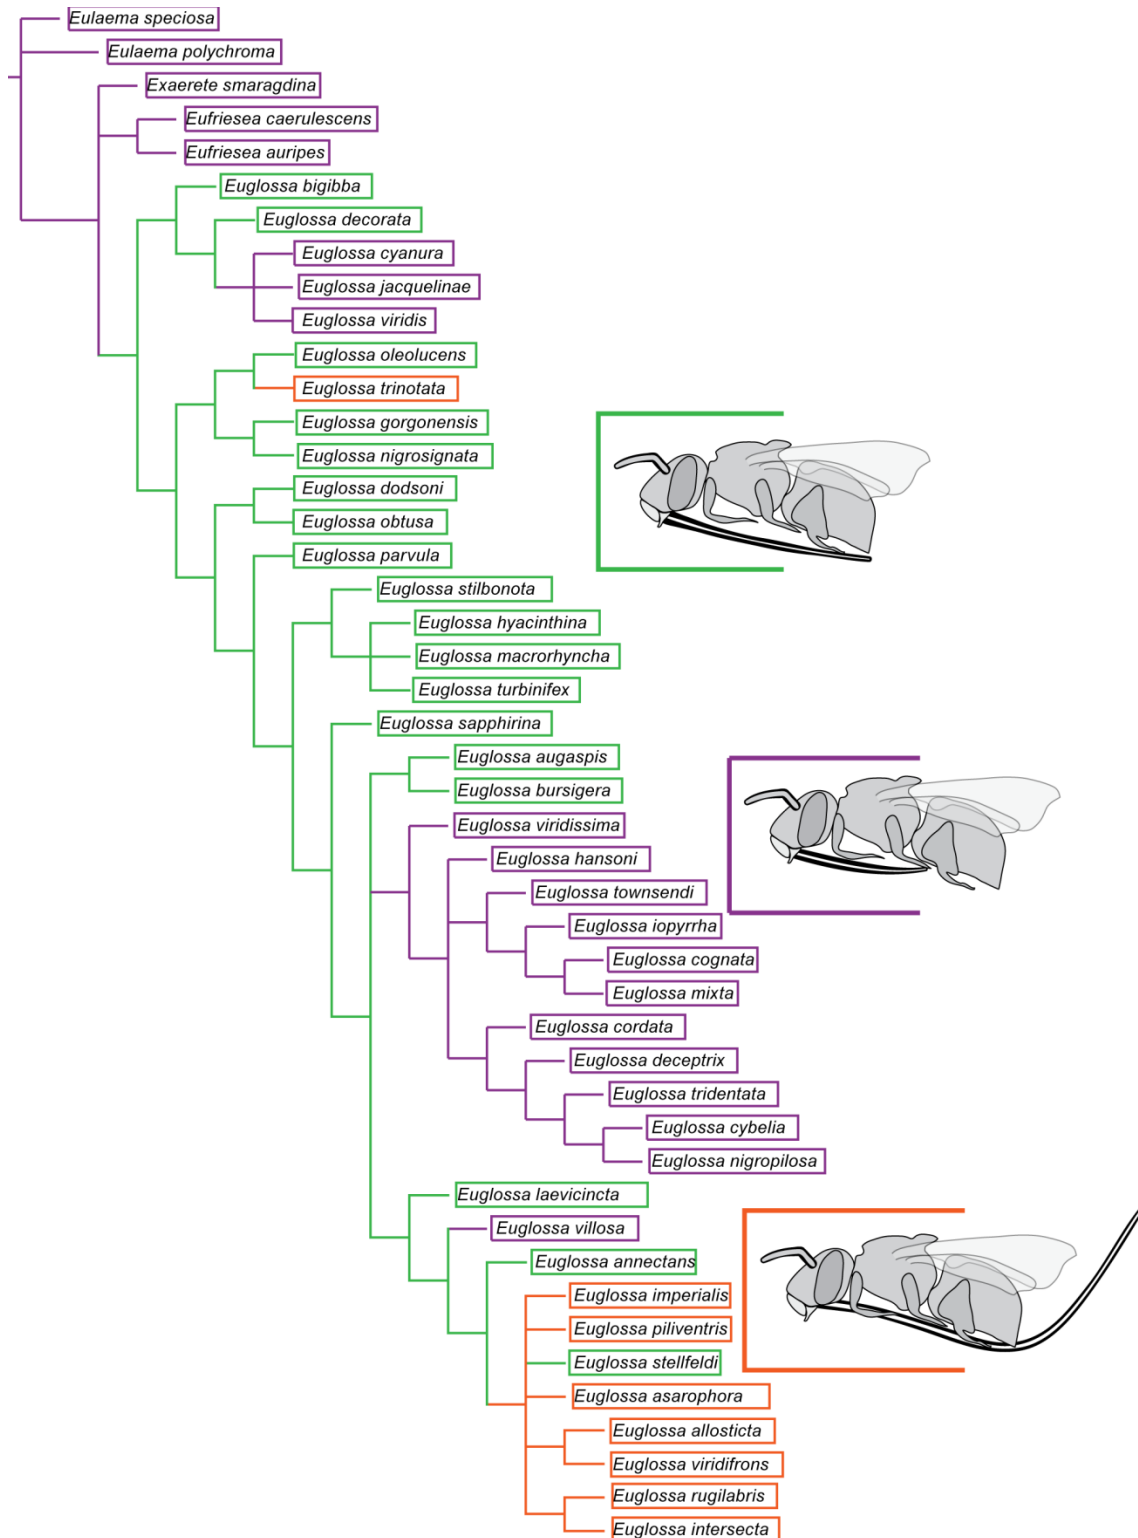 Eulaema speciosa
Eulaema polychroma
Exaerete smaragdina
Eufriesea caerulescens
Eufriesea auripes
Euglossa bigibba
Euglossa decorata
Euglossa cyanura
Euglossa jacquelinae
Euglossa viridis
Euglossa oleolucens
Euglossa trinotata
Euglossa gorgonensis
Euglossa nigrosignata
Euglossa dodsoni
Euglossa obtusa
Euglossa parvula
Euglossa stilbonota
Euglossa hyacinthina
Euglossa macrorhyncha
Euglossa turbinifex
Euglossa sapphirina
Euglossa augaspis
Euglossa bursigera
Euglossa viridissima
Euglossa hansoni
Euglossa townsendi
Euglossa iopyrrha
Euglossa cognata
Euglossa mixta
Euglossa cordata
Euglossa deceptrix
Euglossa tridentata
Euglossa cybelia
Euglossa nigropilosa
Euglossa laevicincta
Euglossa villosa
Euglossa annectans
Euglossa imperialis
Euglossa piliventris
Euglossa stellfeldi
Euglossa asarophora
Euglossa allosticta
Euglossa viridifrons
Euglossa rugilabris
Euglossa intersecta